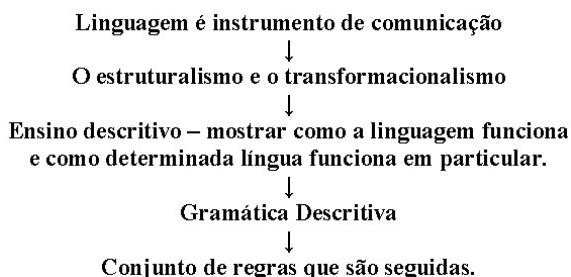 Linguagem é instrumento de comunicação
↓
O estruturalismo e o transformacionalismo
↓
Ensino descritivo – mostrar como a linguagem funciona
e como determinada língua funciona em particular.
↓
Gramática Descritiva
↓
Conjunto de regras que são seguidas.